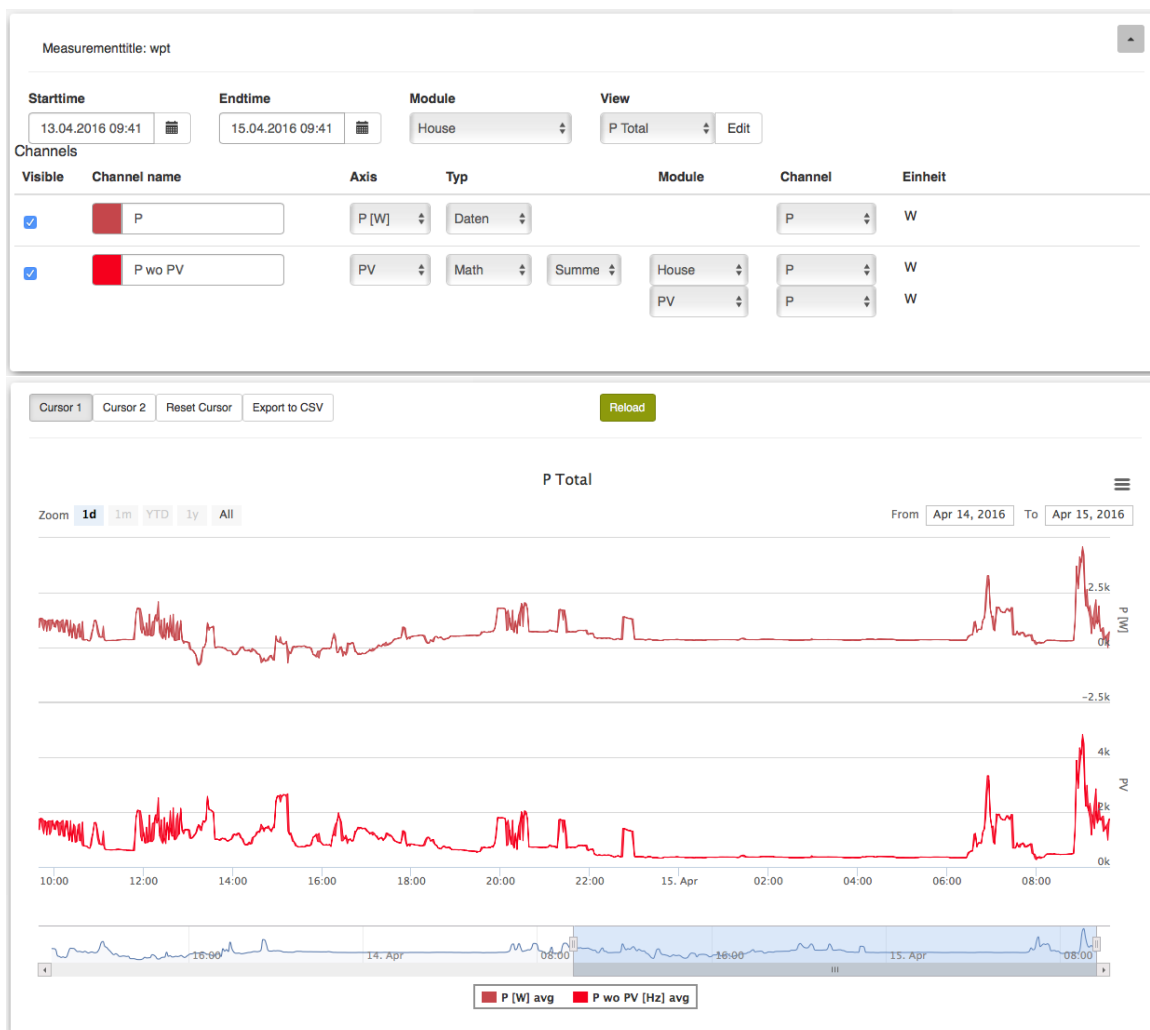 Measurementtitle: wpt
Starttime Endtime Module View
13.04.2016 09:41 15.04.2016 09:41 House P Total Edit
Channels
Visible Channel name Axis Typ Module Channel Einheit
P P [W] Daten P W
P wo PV PV Math Summe House P W
PV P W
Cursor 1 Cursor 2 Reset Cursor Export to CSV Reload
P Total
Zoom 1d 1m YTD 1y All From Apr 14, 2016 To Apr 15, 2016
2.5k
P [W]
0k
-2.5k
4k
PV
2k
0k
10:00 12:00 14:00 16:00 18:00 20:00 22:00 15. Apr 02:00 04:00 06:00 08:00
16:00 14. Apr 08:00 16:00 15. Apr 08:00
P [W] avg P wo PV [Hz] avg